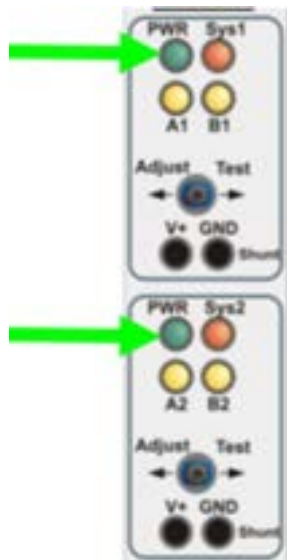 PWR Sys1
A1 B1
Adjust Test
V+ GND
Shunt
PWR Sys2
A2 B2
Adjust Test
V+ GND
Shunt